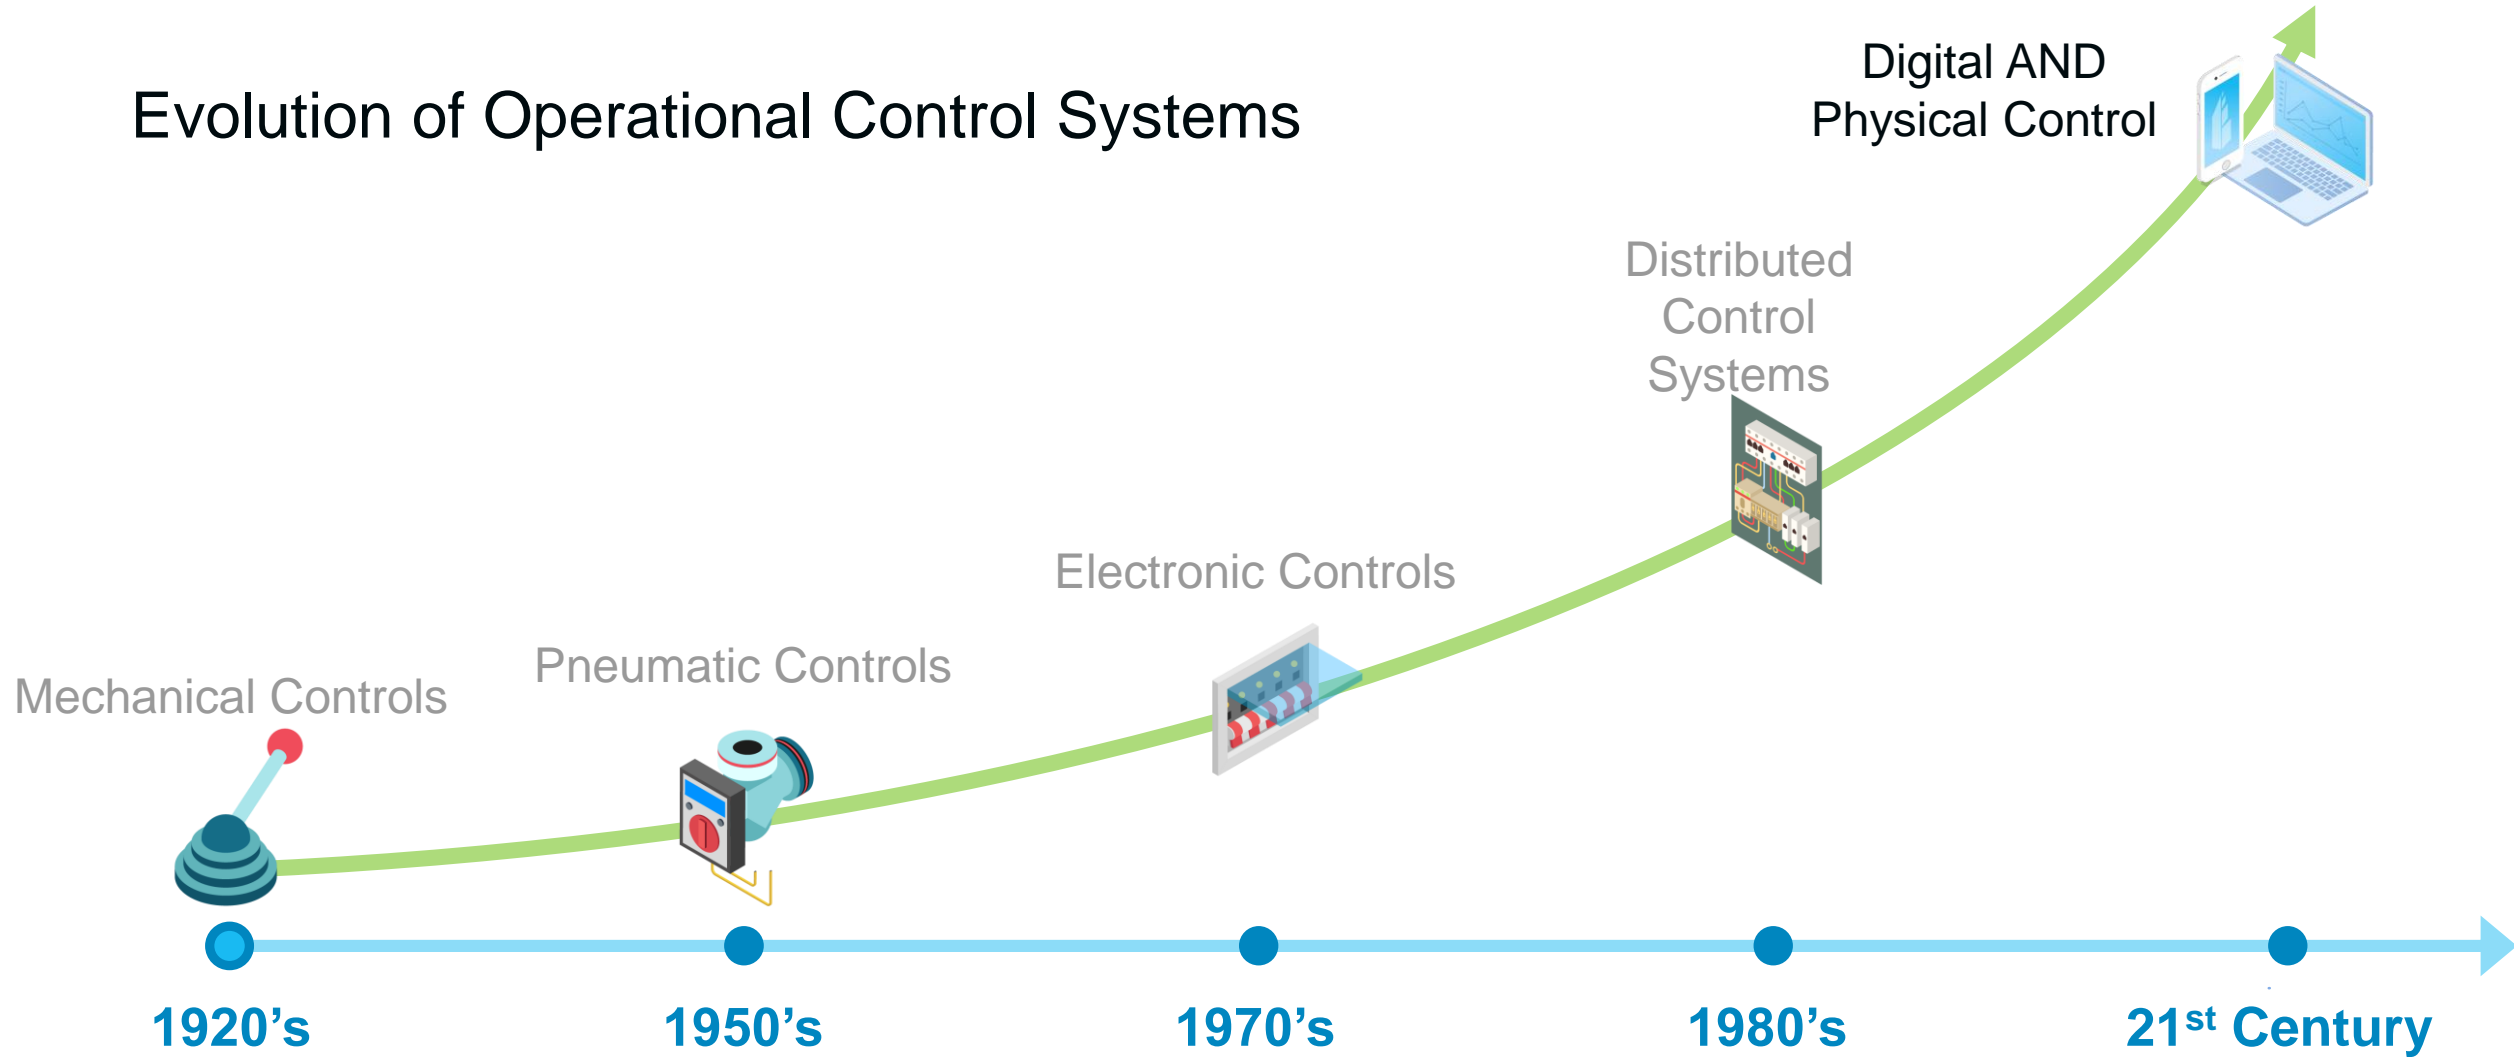 Evolution of Operational Control Systems
Digital AND
Physical Control
Distributed
Control
Systems
Electronic Controls
Pneumatic Controls
Mechanical Controls
1920’s
1950’s
1970’s
1980’s
21st Century